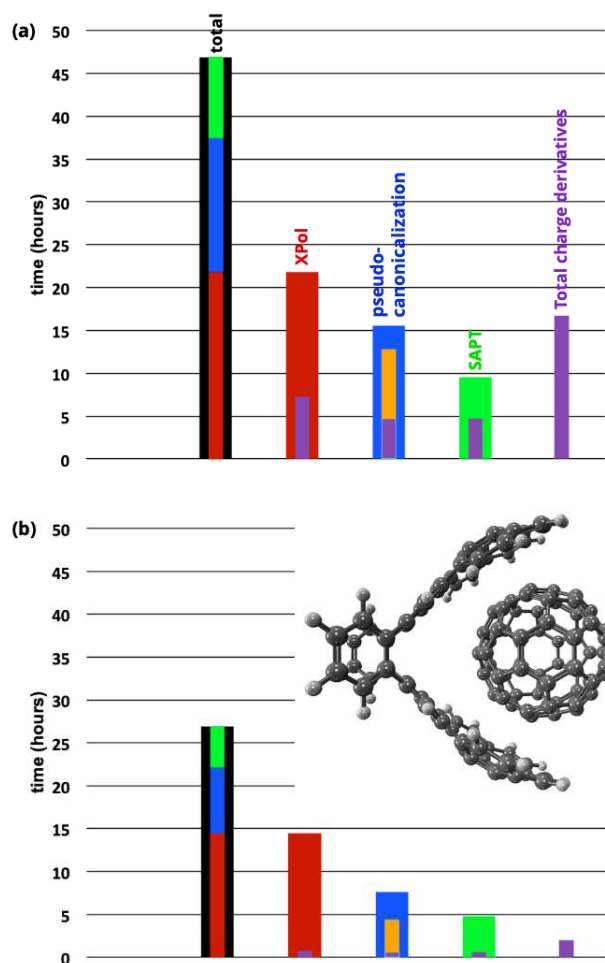 (a)
50
45
40
35
30
25
20
15
10
5
0
time (hours)
total
XPol
pseudo-
canonicalization
SAPT
Total charge derivatives
(b)
50
45
40
35
30
25
20
15
10
5
0
time (hours)